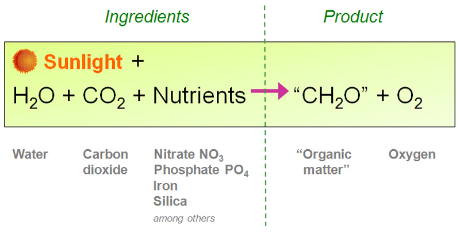 Ingredients Product
Sunlight +
H₂O + CO₂ + Nutrients “CH₂O” + O₂
Water Carbon dioxide Nitrate NO₃ “Organic matter” Oxygen
Phosphate PO₄
Iron
Silica
among others